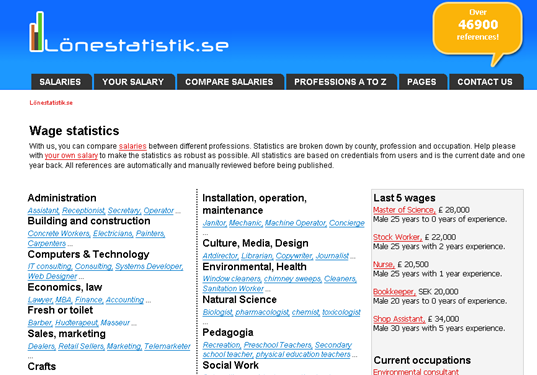 Over
46900
references!
Lönestatistik.se
SALARIES
YOUR SALARY
COMPARE SALARIES
PROFESSIONS A TO Z
PAGES
CONTACT US
Lönestatistik.se
Wage statistics
With us, you can compare salaries between different professions. Statistics are broken down by county, profession and occupation. Help please
with your own salary to make the statistics as robust as possible. All statistics are based on credentials from users and is the current date and one
year back. All references are automatically and manually reviewed before being published.
Administration
Assistant, Receptionist, Secretary, Operator ...
Building and construction
Concrete Workers, Electricians, Painters,
Carpenters ...
Computers & Technology
IT consulting, Consulting, Systems Developer,
Web Designer ...
Economics, law
Lawyer, MBA, Finance, Accounting ...
Fresh or toilet
Barber, Hudterapeut, Masseur ...
Sales, marketing
Dealers, Retail Sellers, Marketing, Telemarketer
...
Crafts
Installation, operation,
maintenance
Janitor, Mechanic, Machine Operator, Concierge
...
Culture, Media, Design
Artdirector, Librarian, Copywriter, Journalist ...
Environmental, Health
Window cleaners, chimney sweeps, Cleaners,
Sanitation Worker ...
Natural Science
Biologist, pharmacologist, chemist, toxicologist
...
Pedagogia
Recreation, Preschool Teachers, Secondary
school teacher, physical education teachers ...
Social Work
Last 5 wages
Master of Science, £ 28,000
Male 25 years to 0 years of experience.
Stock Worker, £ 22,000
Male 25 years with 2 years experience.
Nurse, £ 20,500
Male 25 years with 1 year experience.
Bookkeeper, SEK 20,000
Male 20 years to 0 years of experience.
Shop Assistant, £ 34,000
Male 30 years with 5 years experience.
Current occupations
Environmental consultant